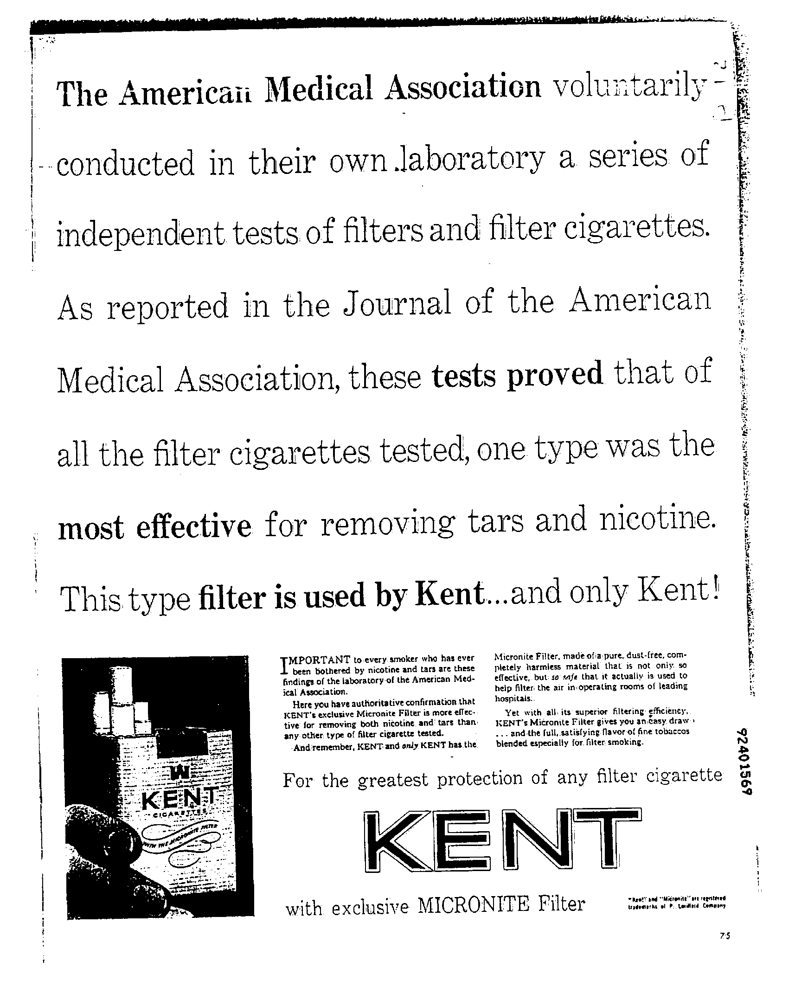 The American Medical Association voluntarily
conducted in their own laboratory a series of
independent tests of filters and filter cigarettes.
As reported in the Journal of the American
Medical Association, these tests proved that of
all the filter cigarettes tested, one type was the
most effective for removing tars and nicotine.
This type filter is used by Kent...and only Kent!
IMPORTANT to every smoker who has ever
been bothered by nicotine and tars are these
findings of the laboratory of the American Med-
ical Association.
Here you have authoritative confirmation that
KENT's exclusive Micronite Filter is more effec-
tive for removing both nicotine and tars than
any other type of filter cigarette tested.
And remember, KENT and only KENT has the
Micronite Filter, made of a pure, dust-free, com-
pletely harmless material that is not only so
effective, but so safe that it actually is used to
help filter the air in operating rooms of leading
hospitals.
Yet with all its superior filtering efficiency,
KENT's Micronite Filter gives you an easy draw
... and the full, satisfying flavor of fine tobaccos
blended especially for filter smoking.
KENT
CIGARETTES
WITH THE MICRONITE FILTER
For the greatest protection of any filter cigarette
KENT
with exclusive MICRONITE Filter
"Kent" and "Micronite" are registered
trademarks of P. Lorillard Company
92401569
75